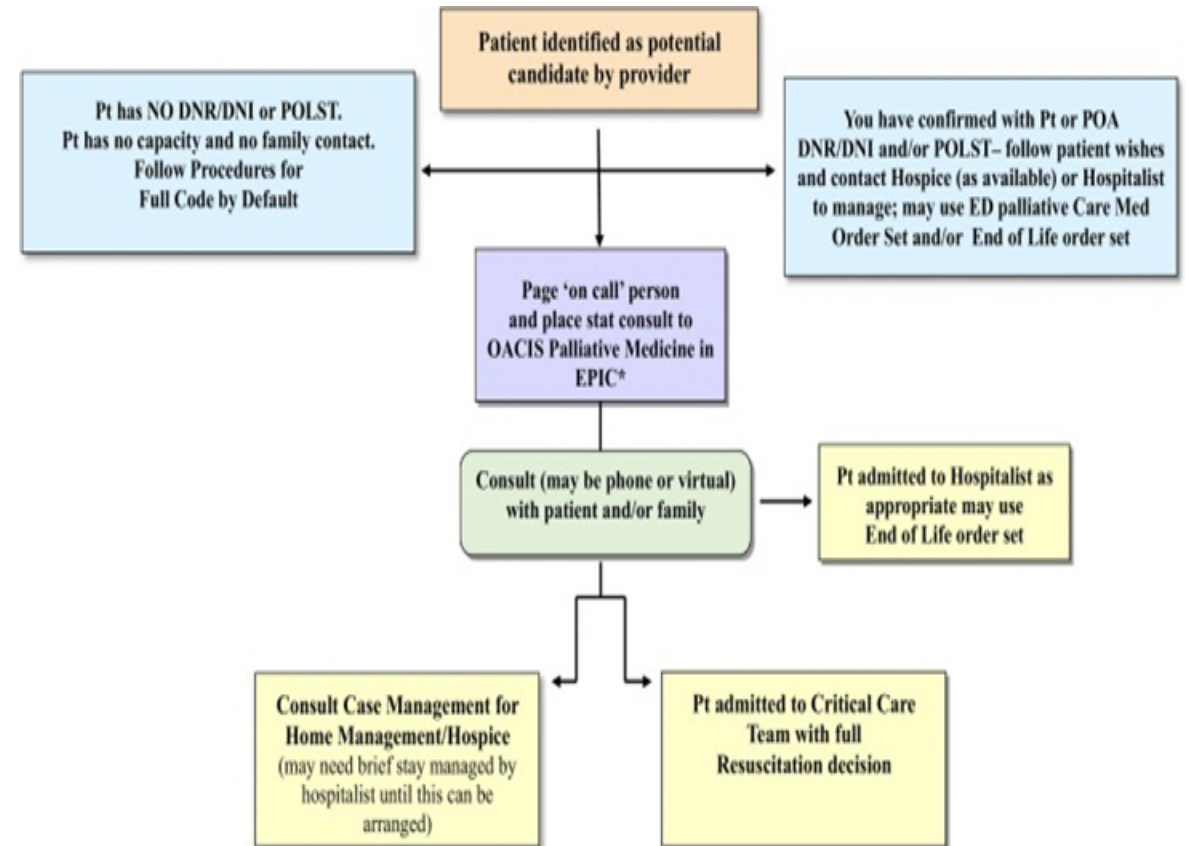 Patient identified as potential
candidate by provider
Pt has NO DNR/DNI or POLST.
Pt has no capacity and no family contact.
Follow Procedures for
Full Code by Default
You have confirmed with Pt or POA
DNR/DNI and/or POLST– follow patient wishes
and contact Hospice (as available) or Hospitalist
to manage; may use ED palliative Care Med
Order Set and/or End of Life order set
Page ‘on call’ person
and place stat consult to
OACIS Palliative Medicine in
EPIC*
Consult (may be phone or virtual)
with patient and/or family
Pt admitted to Hospitalist as
appropriate may use
End of Life order set
Consult Case Management for
Home Management/Hospice
(may need brief stay managed by
hospitalist until this can be
arranged)
Pt admitted to Critical Care
Team with full
Resuscitation decision